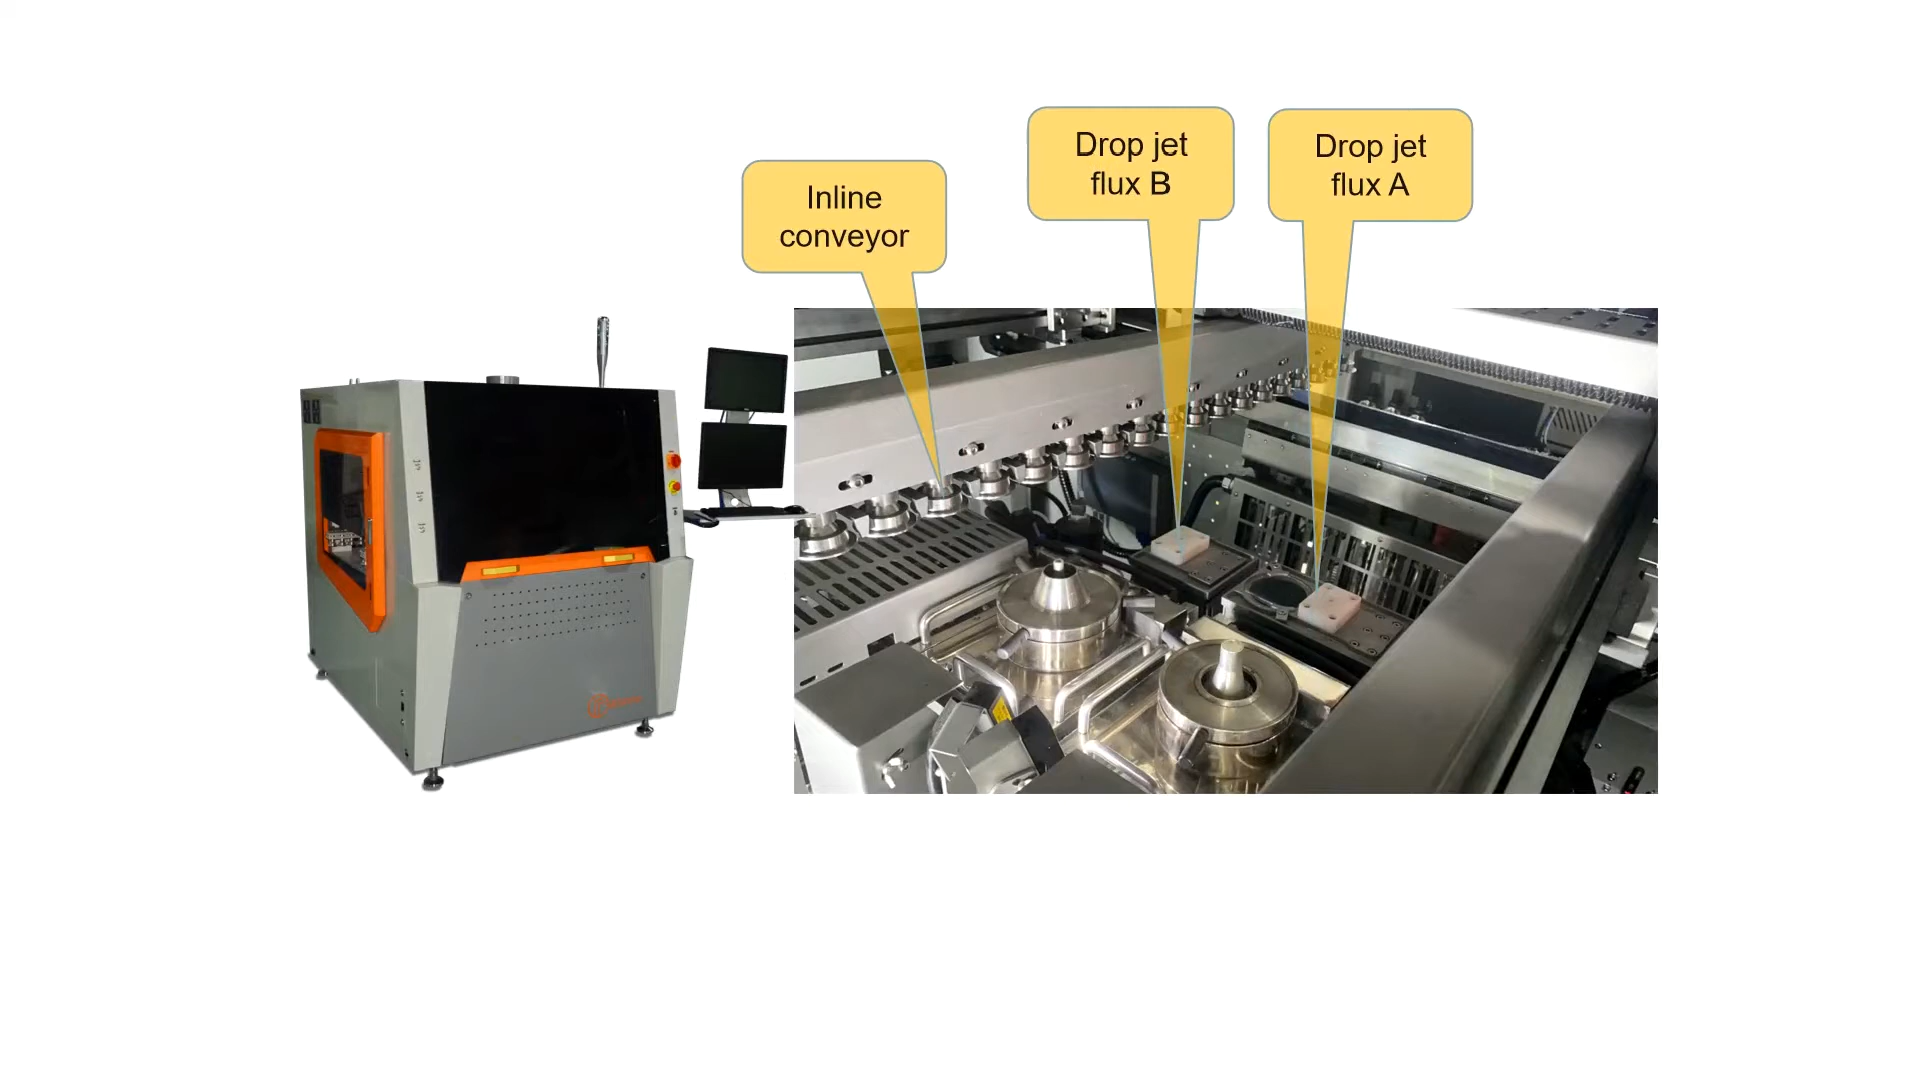 Inline
conveyor
Drop jet
flux B
Drop jet
flux A